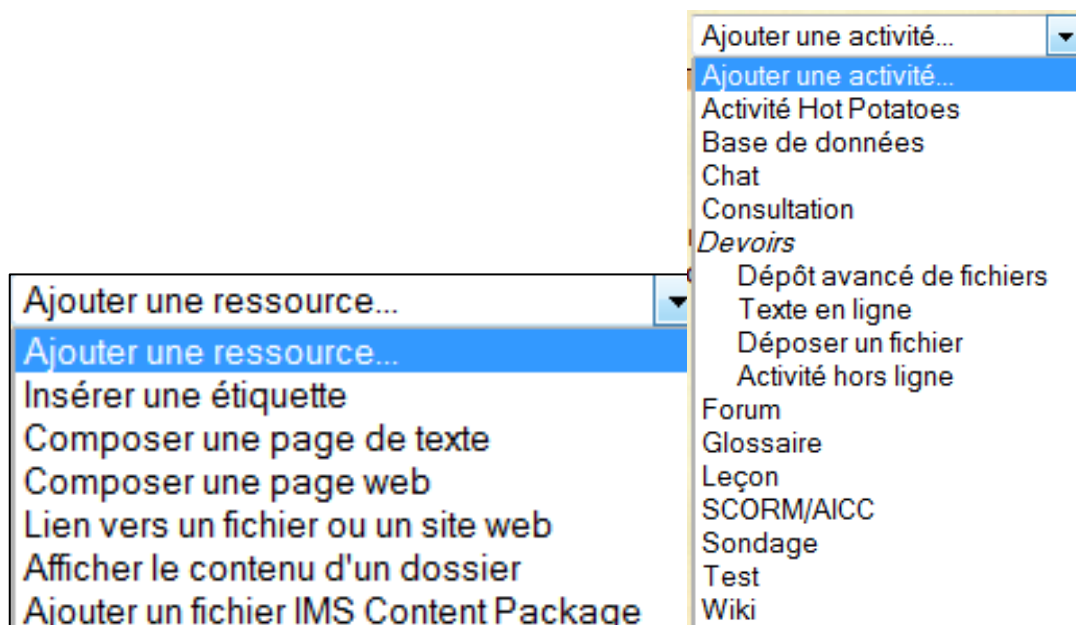 Ajouter une ressource...
Ajouter une ressource...
Insérer une étiquette
Composer une page de texte
Composer une page web
Lien vers un fichier ou un site web
Afficher le contenu d'un dossier
Ajouter un fichier IMS Content Package
Ajouter une activité...
Ajouter une activité...
Activité Hot Potatoes
Base de données
Chat
Consultation
Devoirs
Dépôt avancé de fichiers
Texte en ligne
Déposer un fichier
Activité hors ligne
Forum
Glossaire
Leçon
SCORM/AICC
Sondage
Test
Wiki